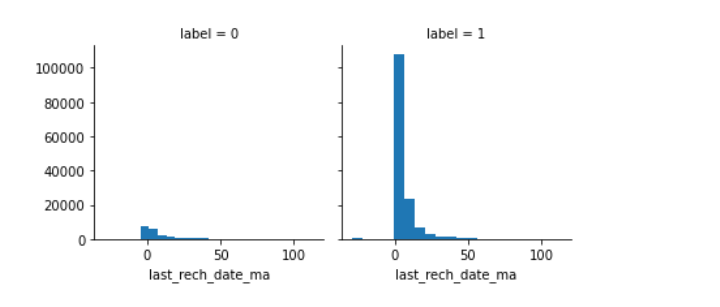 label = 0
label = 1
100000
80000
60000
40000
20000
0
0 50 100
0 50 100
last_rech_date_ma
last_rech_date_ma